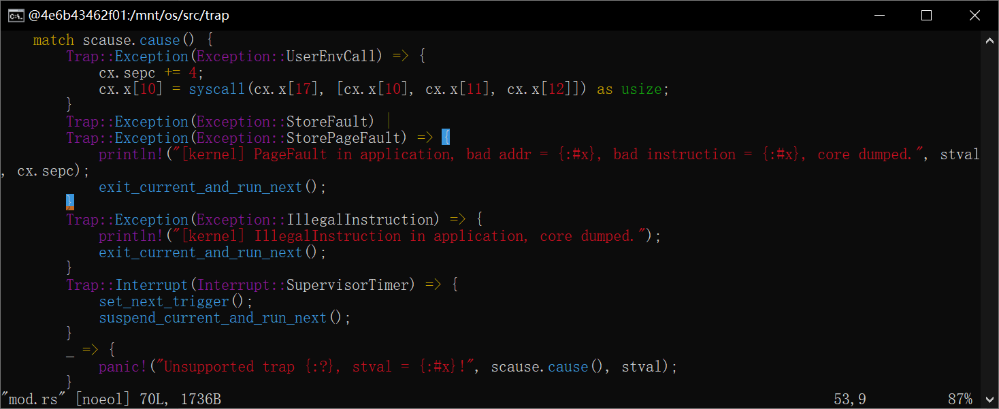 @4e6b43462f01:/mnt/os/src/trap
    match scause.cause() {
        Trap::Exception(Exception::UserEnvCall) => {
            cx.sepc += 4;
            cx.x[10] = syscall(cx.x[17], [cx.x[10], cx.x[11], cx.x[12]]) as usize;
        }
        Trap::Exception(Exception::StoreFault) |
        Trap::Exception(Exception::StorePageFault) => {
            println!("[kernel] PageFault in application, bad addr = {:#x}, bad instruction = {:#x}, core dumped.", stval
, cx.sepc);
            exit_current_and_run_next();
        }
        Trap::Exception(Exception::IllegalInstruction) => {
            println!("[kernel] IllegalInstruction in application, core dumped.");
            exit_current_and_run_next();
        }
        Trap::Interrupt(Interrupt::SupervisorTimer) => {
            set_next_trigger();
            suspend_current_and_run_next();
        }
        _ => {
            panic!("Unsupported trap {:?}, stval = {:#x}!", scause.cause(), stval);
        }
"mod.rs" [noeol] 70L, 1736B 53,9 87%